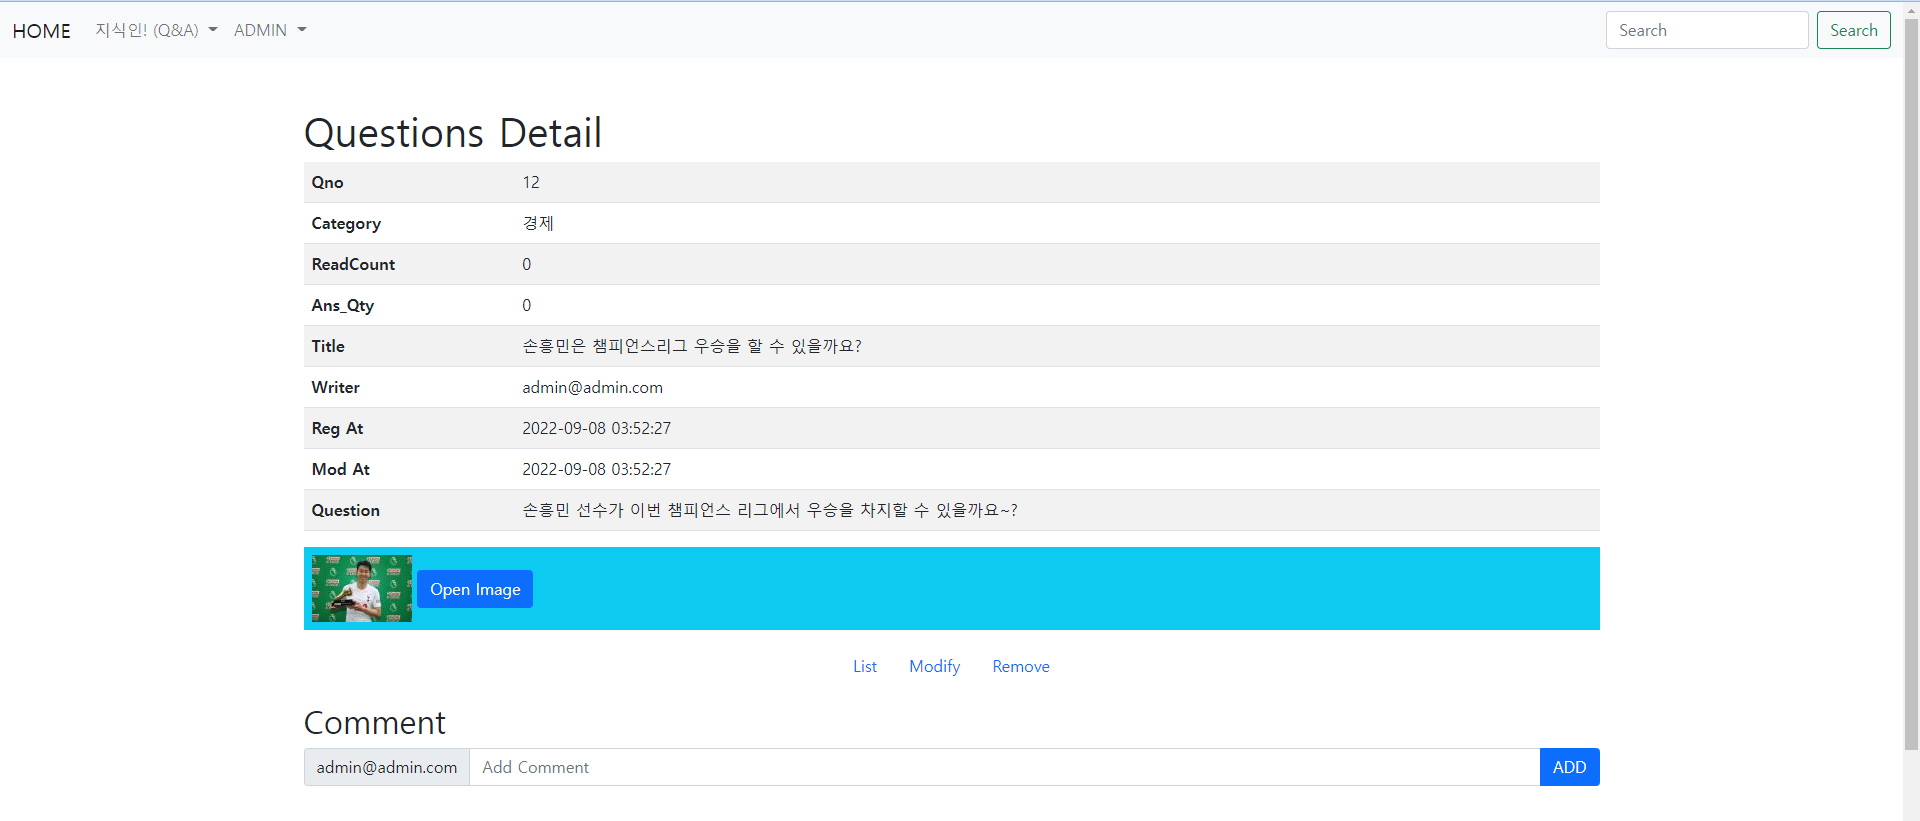 HOME 지식인! (Q&A) ADMIN Search Search
Questions Detail
Qno 12
Category 경제
ReadCount 0
Ans_Qty 0
Title 손흥민은 챔피언스리그 우승을 할 수 있을까요?
Writer admin@admin.com
Reg At 2022-09-08 03:52:27
Mod At 2022-09-08 03:52:27
Question 손흥민 선수가 이번 챔피언스 리그에서 우승을 차지할 수 있을까요~?
Open Image
List Modify Remove
Comment
admin@admin.com Add Comment ADD